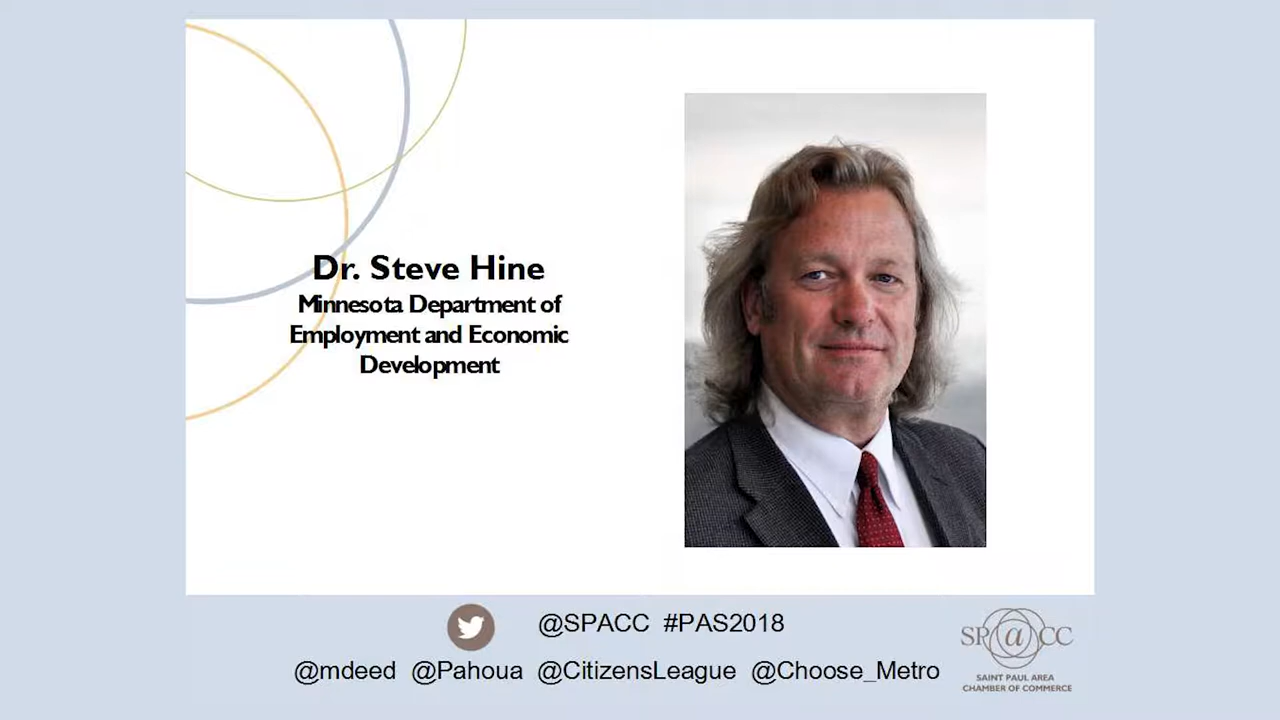 Dr. Steve Hine
Minnesota Department of
Employment and Economic
Development
@SPACC #PAS2018
@mdeed @Pahoua @CitizensLeague @Choose_Metro
SP@CC
SAINT PAUL AREA
CHAMBER OF COMMERCE